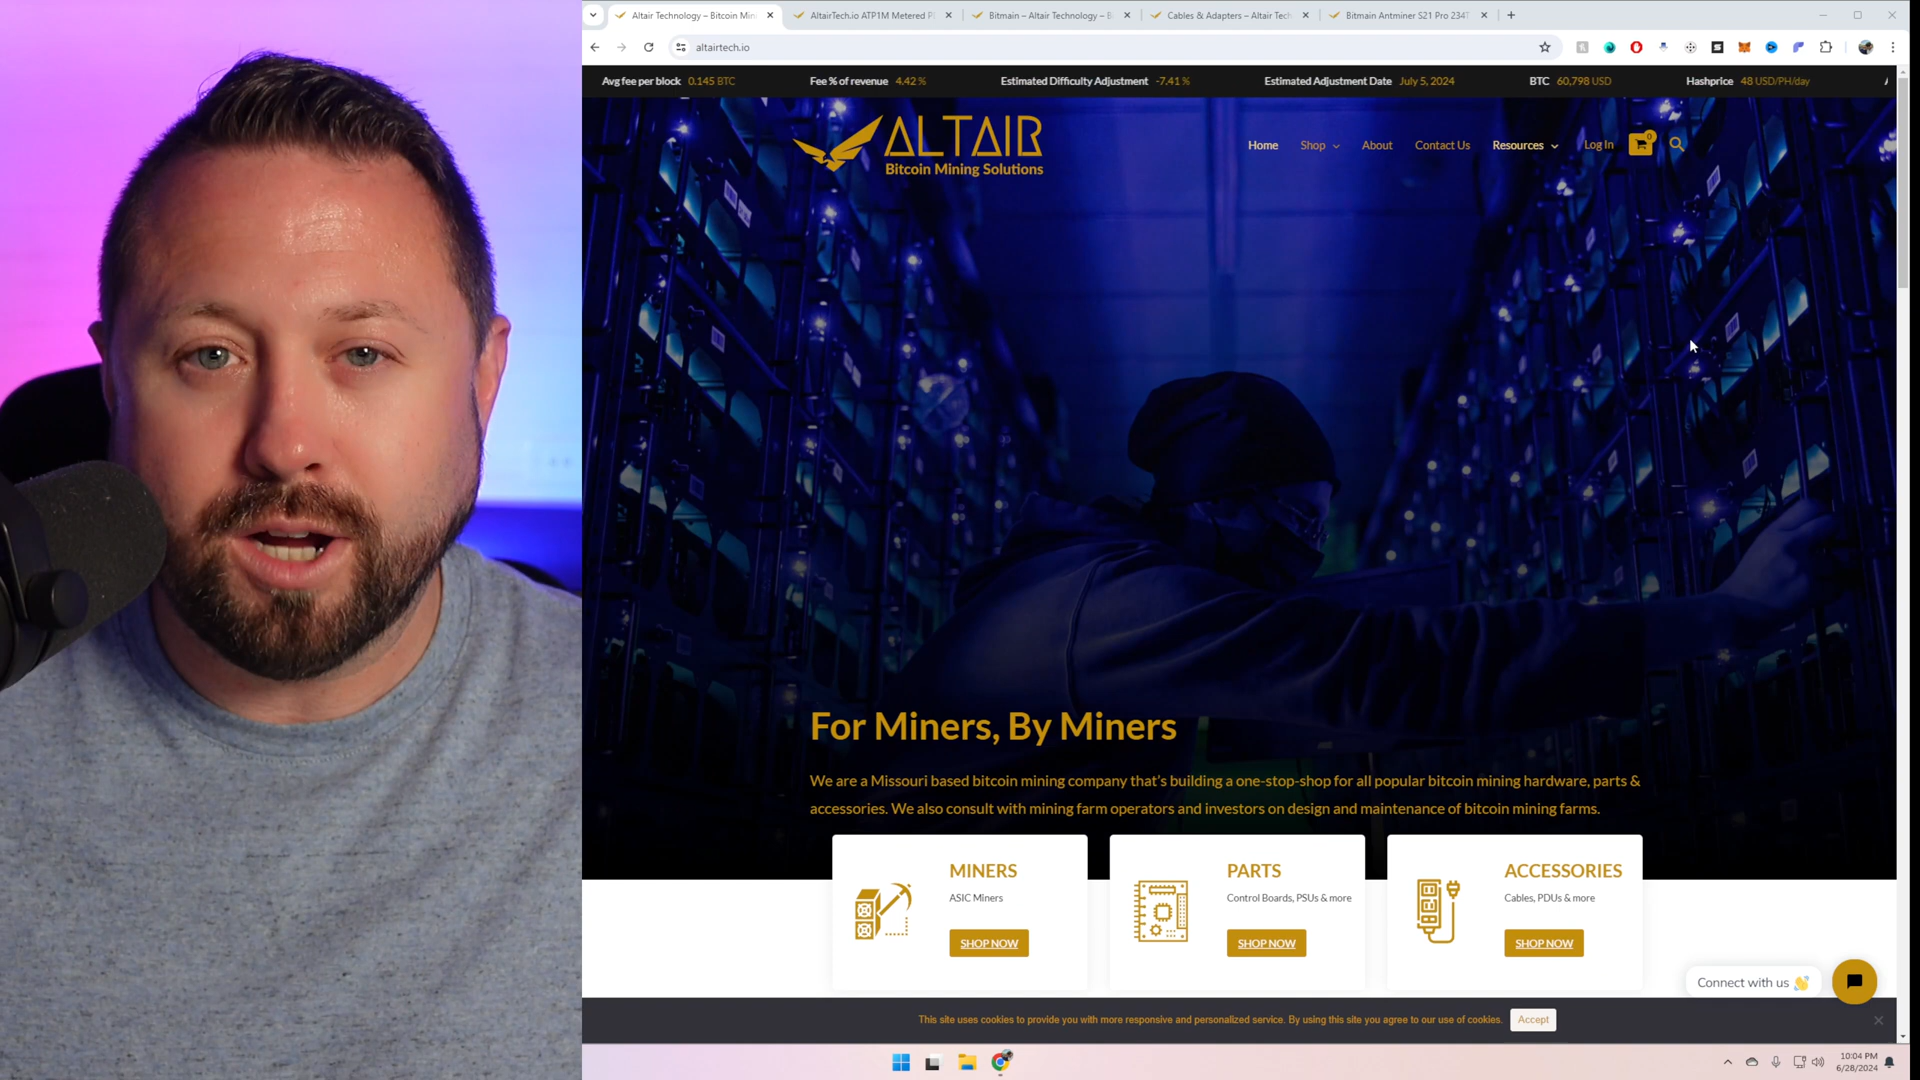 Altair Technology – Bitcoin Min
AltairTech.io ATP1M Metered P
Bitmain – Altair Technology – B
Cables & Adapters – Altair Tech
Bitmain Antminer S21 Pro 234T
altairtech.io
Avg fee per block 0.145 BTC
Fee % of revenue 4.42 %
Estimated Difficulty Adjustment -7.41 %
Estimated Adjustment Date July 5, 2024
BTC 60,798 USD
Hashprice 48 USD/PH/day
ALTAIR
Bitcoin Mining Solutions
Home
Shop
About
Contact Us
Resources
Log In
0
For Miners, By Miners
We are a Missouri based bitcoin mining company that's building a one-stop-shop for all popular bitcoin mining hardware, parts &
accessories. We also consult with mining farm operators and investors on design and maintenance of bitcoin mining farms.
MINERS
ASIC Miners
SHOP NOW
PARTS
Control Boards, PSUs & more
SHOP NOW
ACCESSORIES
Cables, PDUs & more
SHOP NOW
Connect with us 👋
This site uses cookies to provide you with more responsive and personalized service. By using this site you agree to our use of cookies.
Accept
10:04 PM
6/28/2024